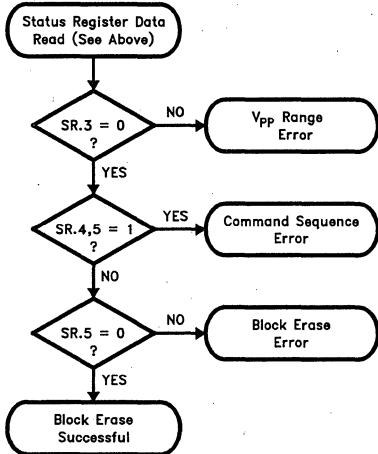 Status Register Data
Read (See Above)
SR.3 = 0
?
NO
VPP Range
Error
YES
SR.4,5 = 1
?
YES
Command Sequence
Error
NO
SR.5 = 0
?
NO
Block Erase
Error
YES
Block Erase
Successful